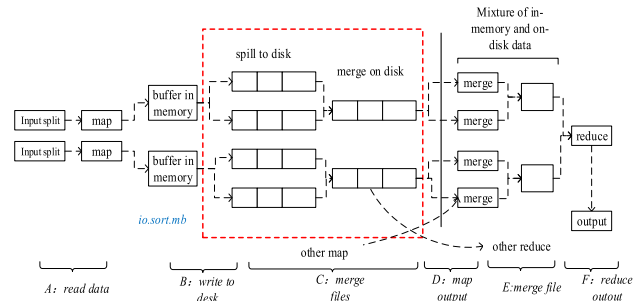 Mixture of in-
memory and on-
disk data
spill to disk
merge on disk
Input split
map
buffer in
memory
merge
merge
reduce
Input split
map
buffer in
memory
merge
merge
output
io.sort.mb
other map
other reduce
A：read data
B：write to
desk
C：merge
files
D：map
output
E:merge file
F：reduce
outout